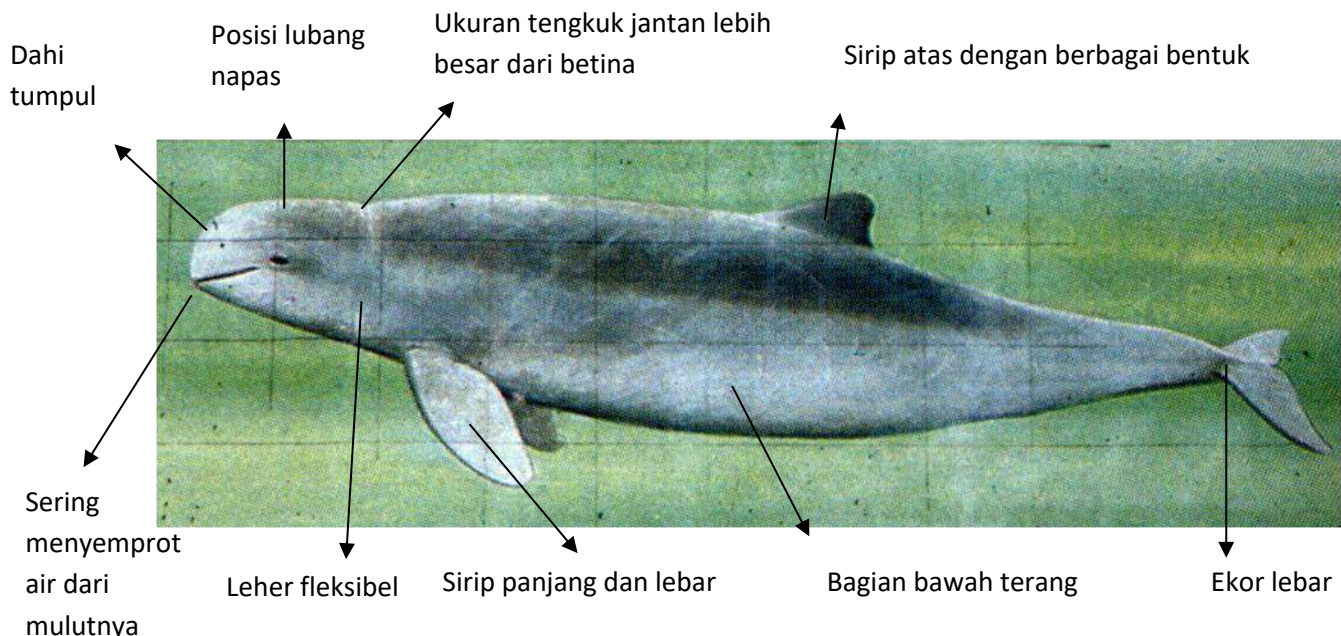 Dahi
tumpul
Posisi lubang
napas
Ukuran tengkuk jantan lebih
besar dari betina
Sirip atas dengan berbagai bentuk
Sering
menyemprot
air dari
mulutnya
Leher fleksibel
Sirip panjang dan lebar
Bagian bawah terang
Ekor lebar